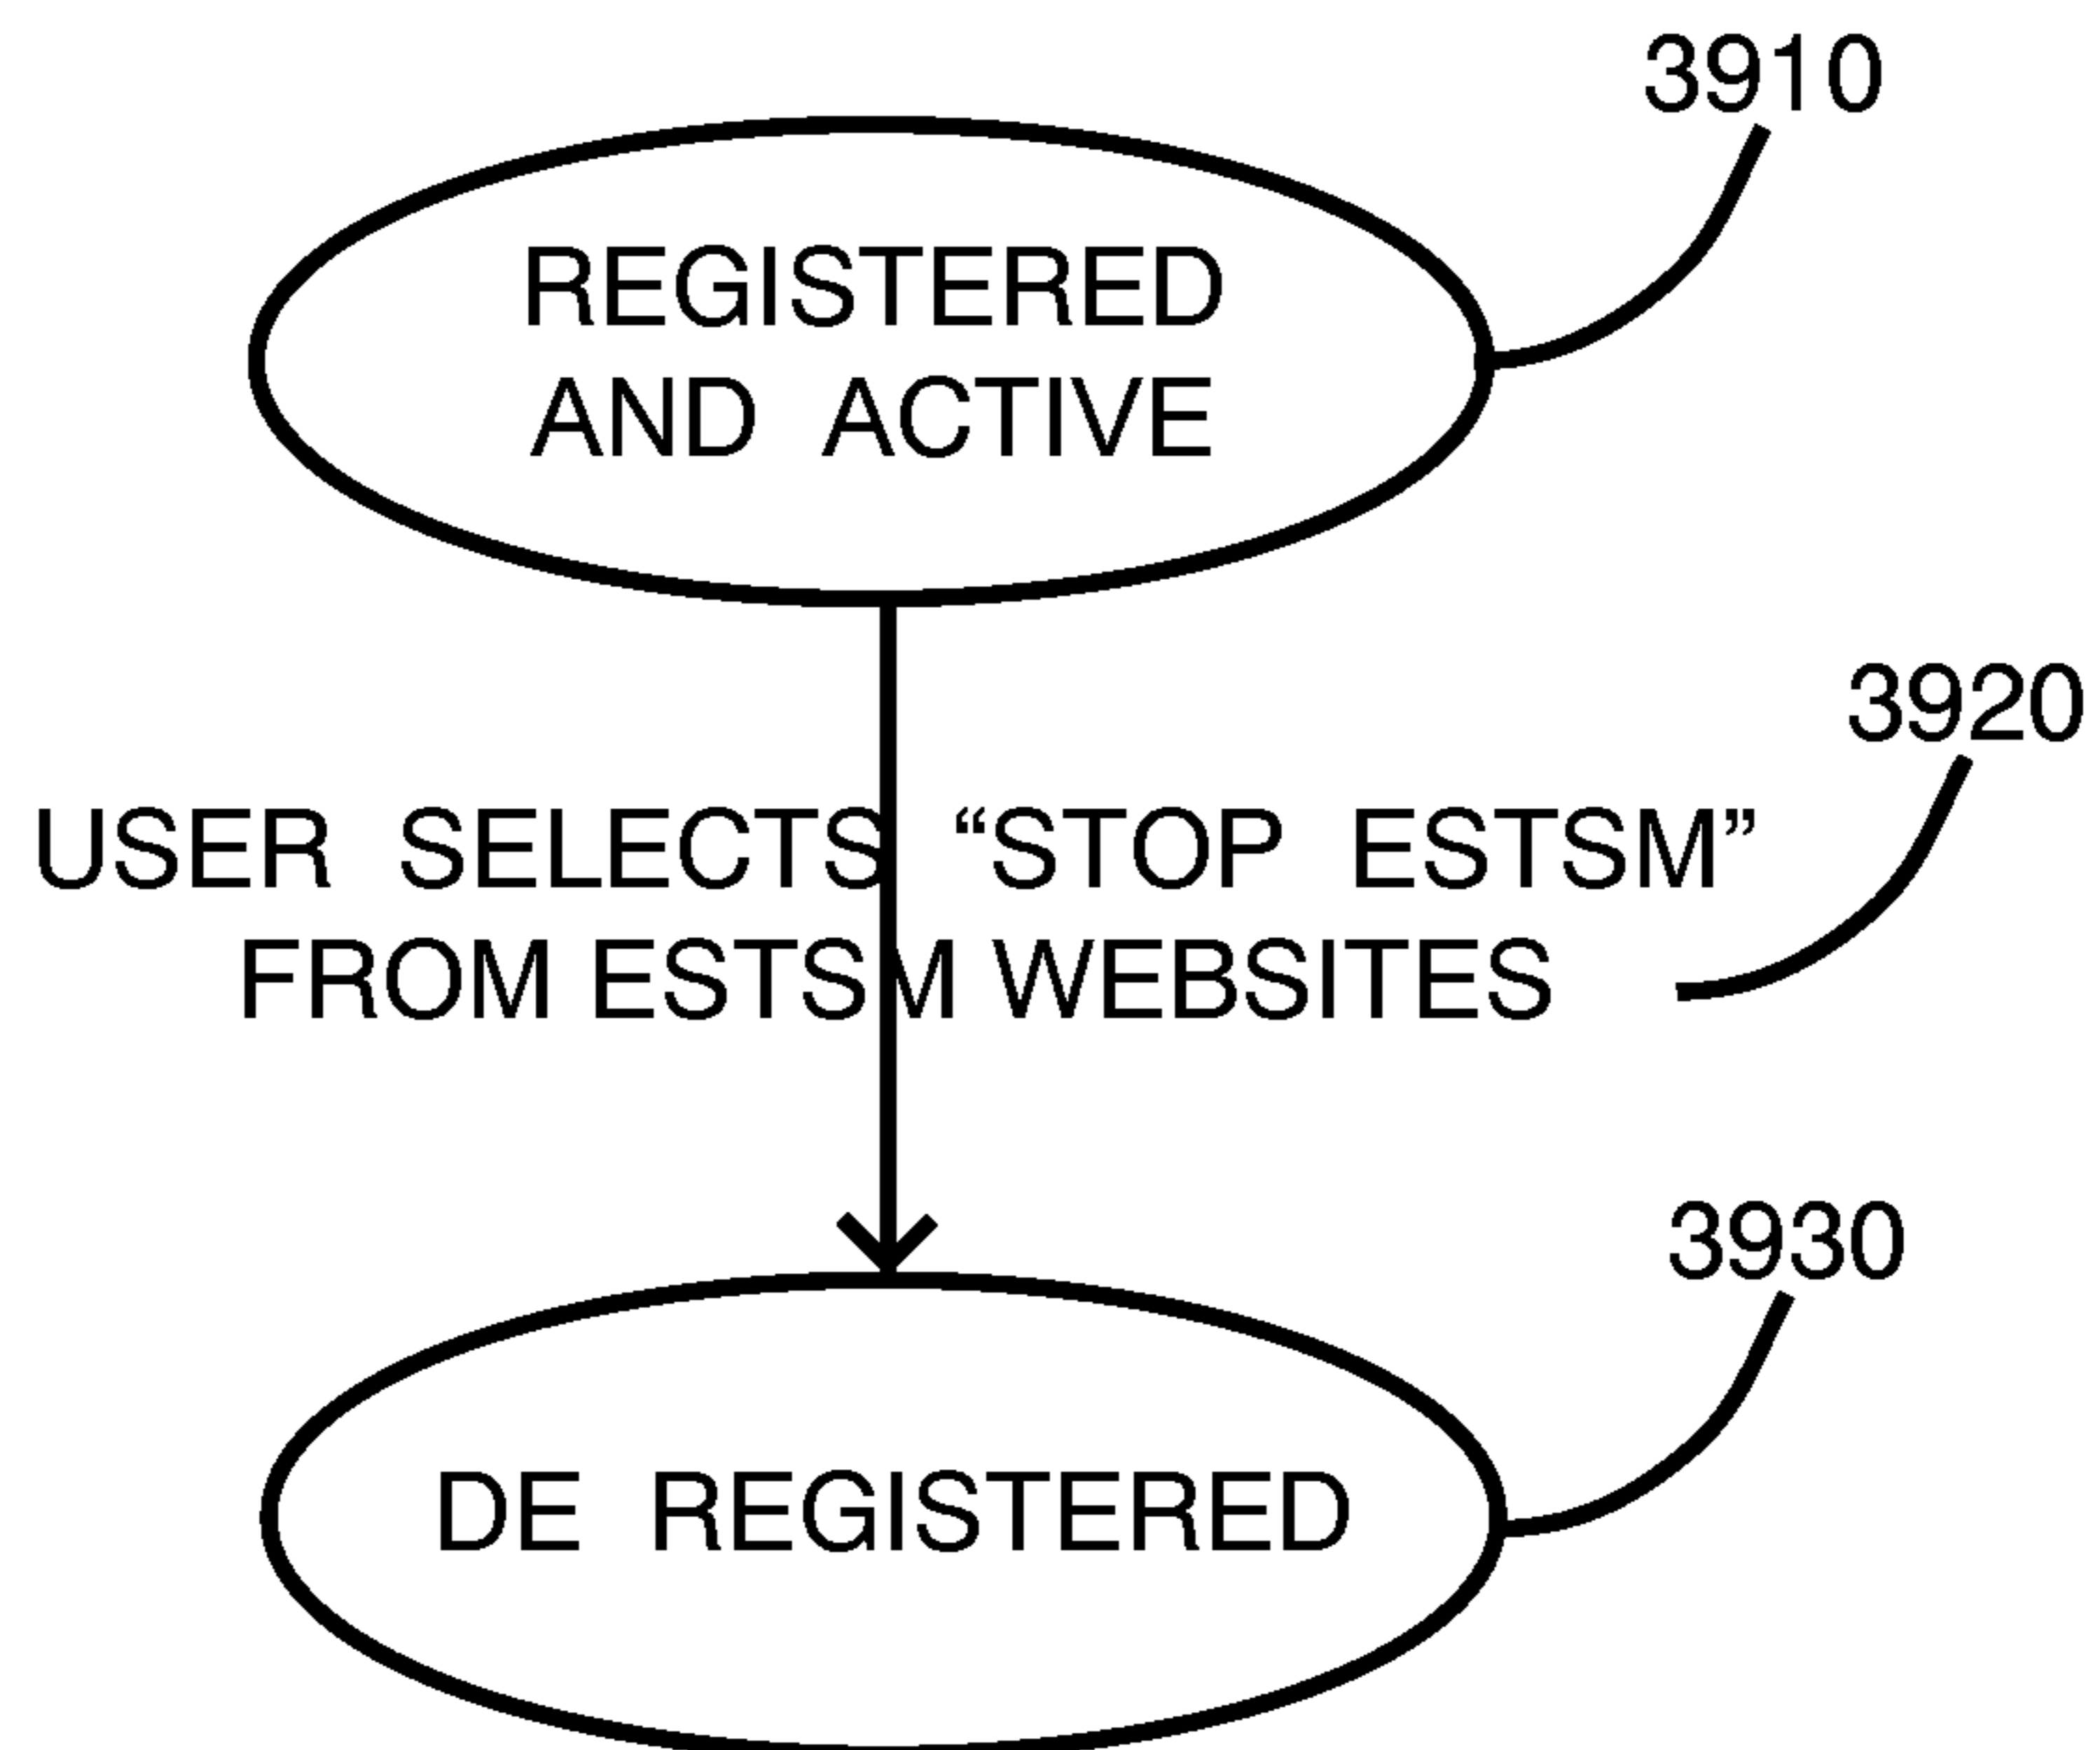 3910
REGISTERED
AND ACTIVE
3920
USER SELECTS “STOP ESTSM”
FROM ESTSM WEBSITES
3930
DE REGISTERED